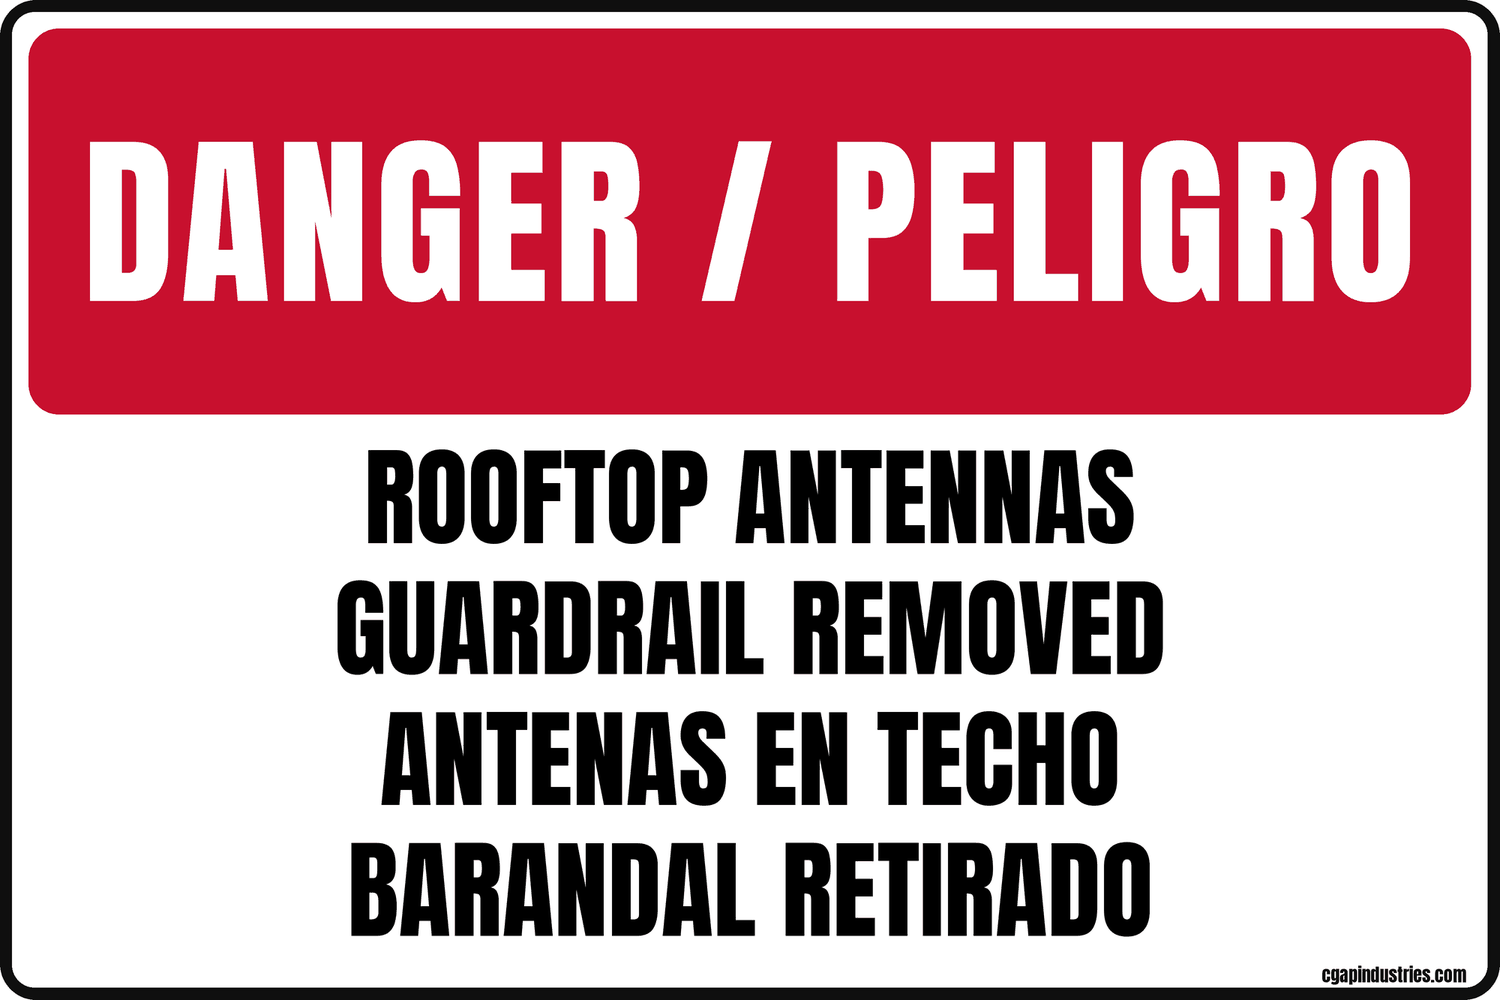 DANGER / PELIGRO
ROOFTOP ANTENNAS
GUARDRAIL REMOVED
ANTENAS EN TECHO
BARANDAL RETIRADO
cgapindustries.com